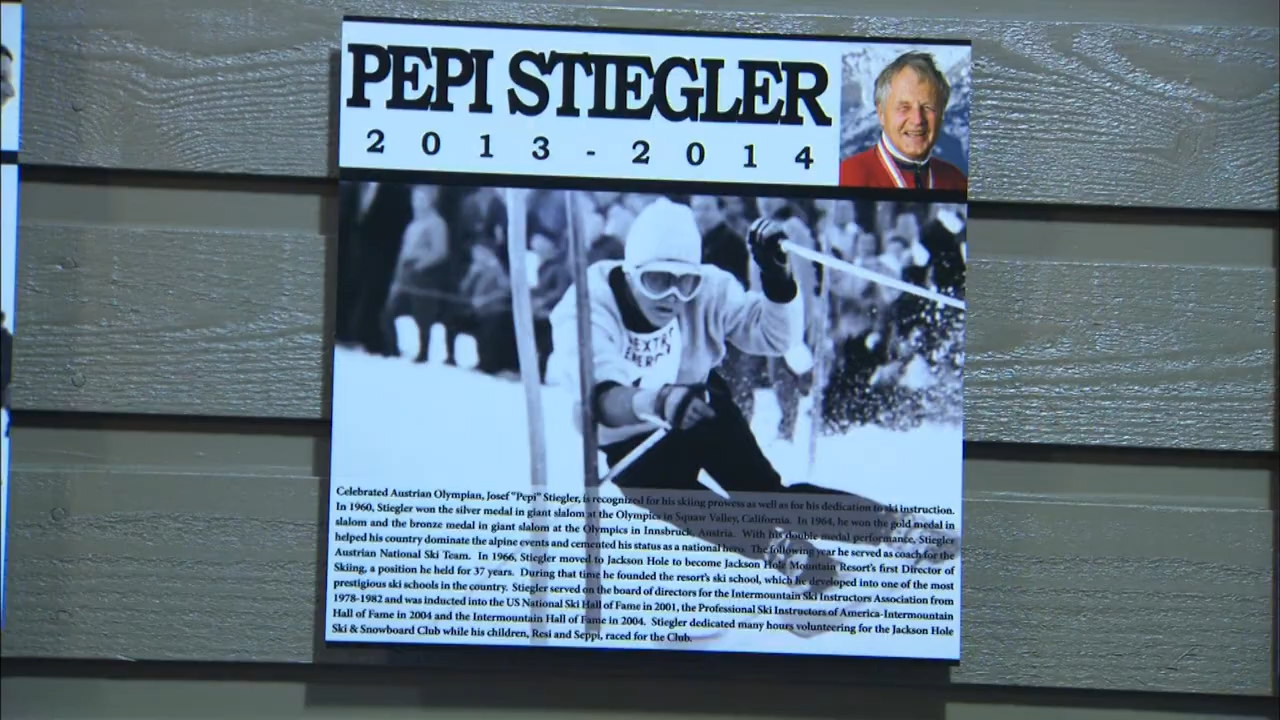 PEPI STIEGLER
2013-2014
NEXTRA
ENERGY
Celebrated Austrian Olympian, Josef "Pepi" Stiegler, is recognized for his skiing prowess as well as for his dedication to ski instruction.
In 1960, Stiegler won the silver medal in giant slalom at the Olympics in Squaw Valley, California. In 1964, he won the gold medal in
slalom and the bronze medal in giant slalom at the Olympics in Innsbruck, Austria. With his double medal performance, Stiegler
helped his country dominate the alpine events and cemented his status as a national hero. The following year he served as coach for the
Austrian National Ski Team. In 1966, Stiegler moved to Jackson Hole to become Jackson Hole Mountain Resort's first Director of
Skiing, a position he held for 37 years. During that time he founded the resort's ski school, which he developed into one of the most
prestigious ski schools in the country. Stiegler served on the board of directors for the Intermountain Ski Instructors Association from
1978-1982 and was inducted into the US National Ski Hall of Fame in 2001, the Professional Ski Instructors of America-Intermountain
Hall of Fame in 2004 and the Intermountain Hall of Fame in 2004. Stiegler dedicated many hours volunteering for the Jackson Hole
Ski & Snowboard Club while his children, Resi and Seppi, raced for the Club.